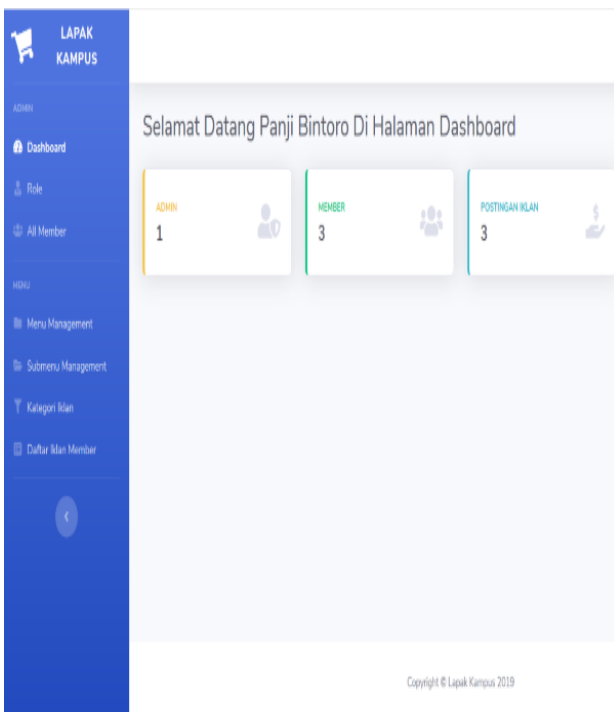 LAPAK
KAMPUS
ADMIN
Dashboard
Role
All Member
MENU
Menu Management
Submenu Management
Kategori Iklan
Daftar Iklan Member
Selamat Datang Panji Bintoro Di Halaman Dashboard
ADMIN
1
MEMBER
3
POSTINGAN IKLAN
3
Copyright © Lapak Kampus 2019